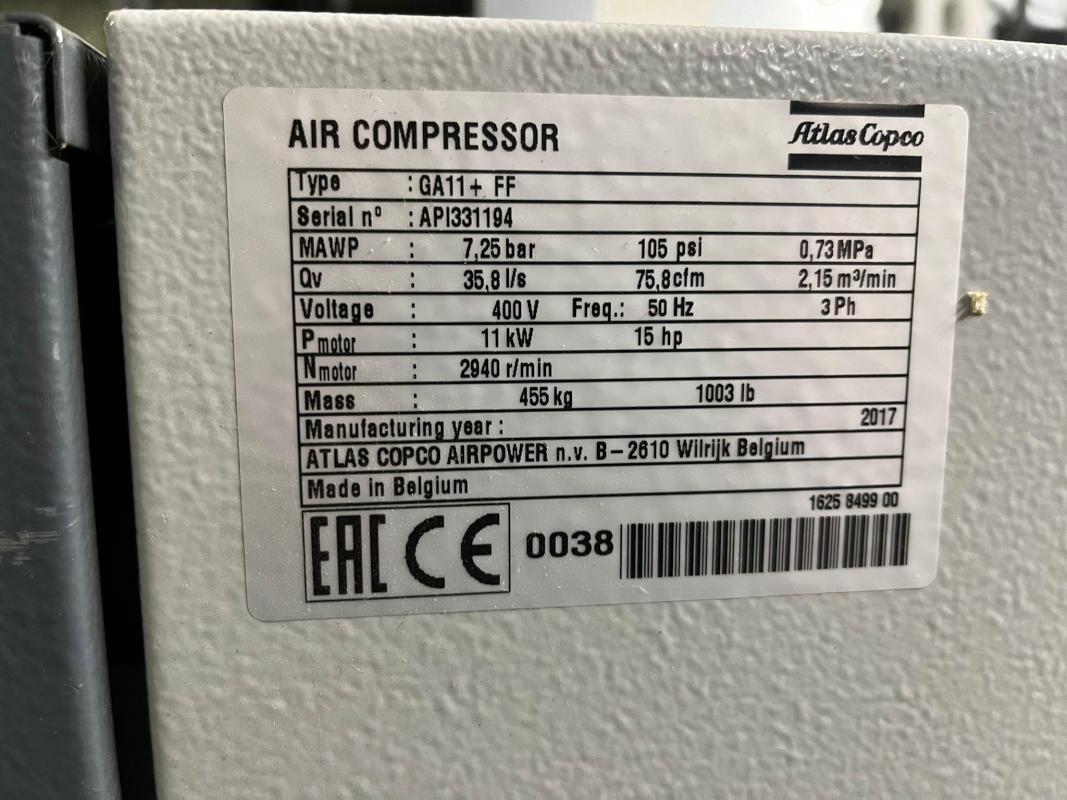 AIR COMPRESSOR
Atlas Copco
Type : GA11+ FF
Serial nº : API331194
MAWP : 7,25 bar 105 psi 0,73 MPa
Qv : 35,8 l/s 75,8 cfm 2,15 m³/min
Voltage : 400 V Freq.: 50 Hz 3 Ph
Pmotor : 11 kW 15 hp
Nmotor : 2940 r/min
Mass : 455 kg 1003 lb
Manufacturing year : 2017
ATLAS COPCO AIRPOWER n.v. B-2610 Wilrijk Belgium
Made in Belgium
1625 8499 00
EAC CE 0038